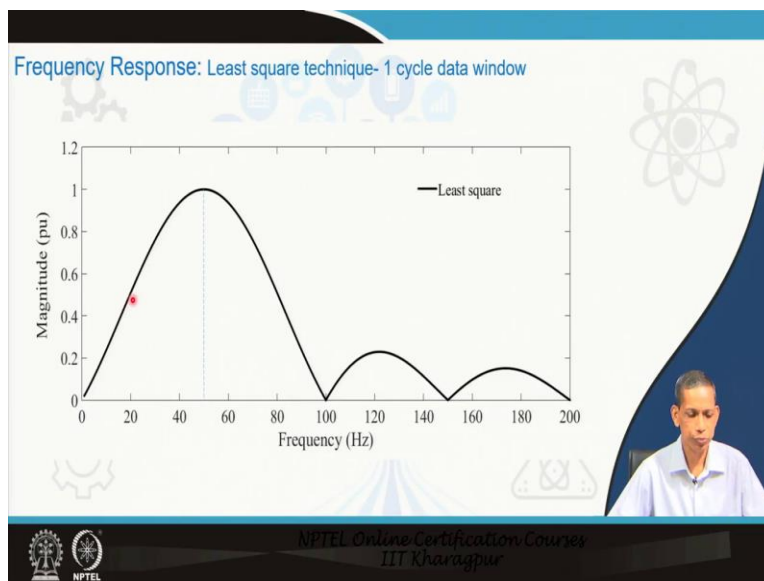 Frequency Response: Least square technique- 1 cycle data window
1.2
1
0.8
0.6
0.4
0.2
0
Magnitude (pu)
Least square
0 20 40 60 80 100 120 140 160 180 200
Frequency (Hz)
NPTEL Online Certification Courses
IIT Kharagpur
NPTEL